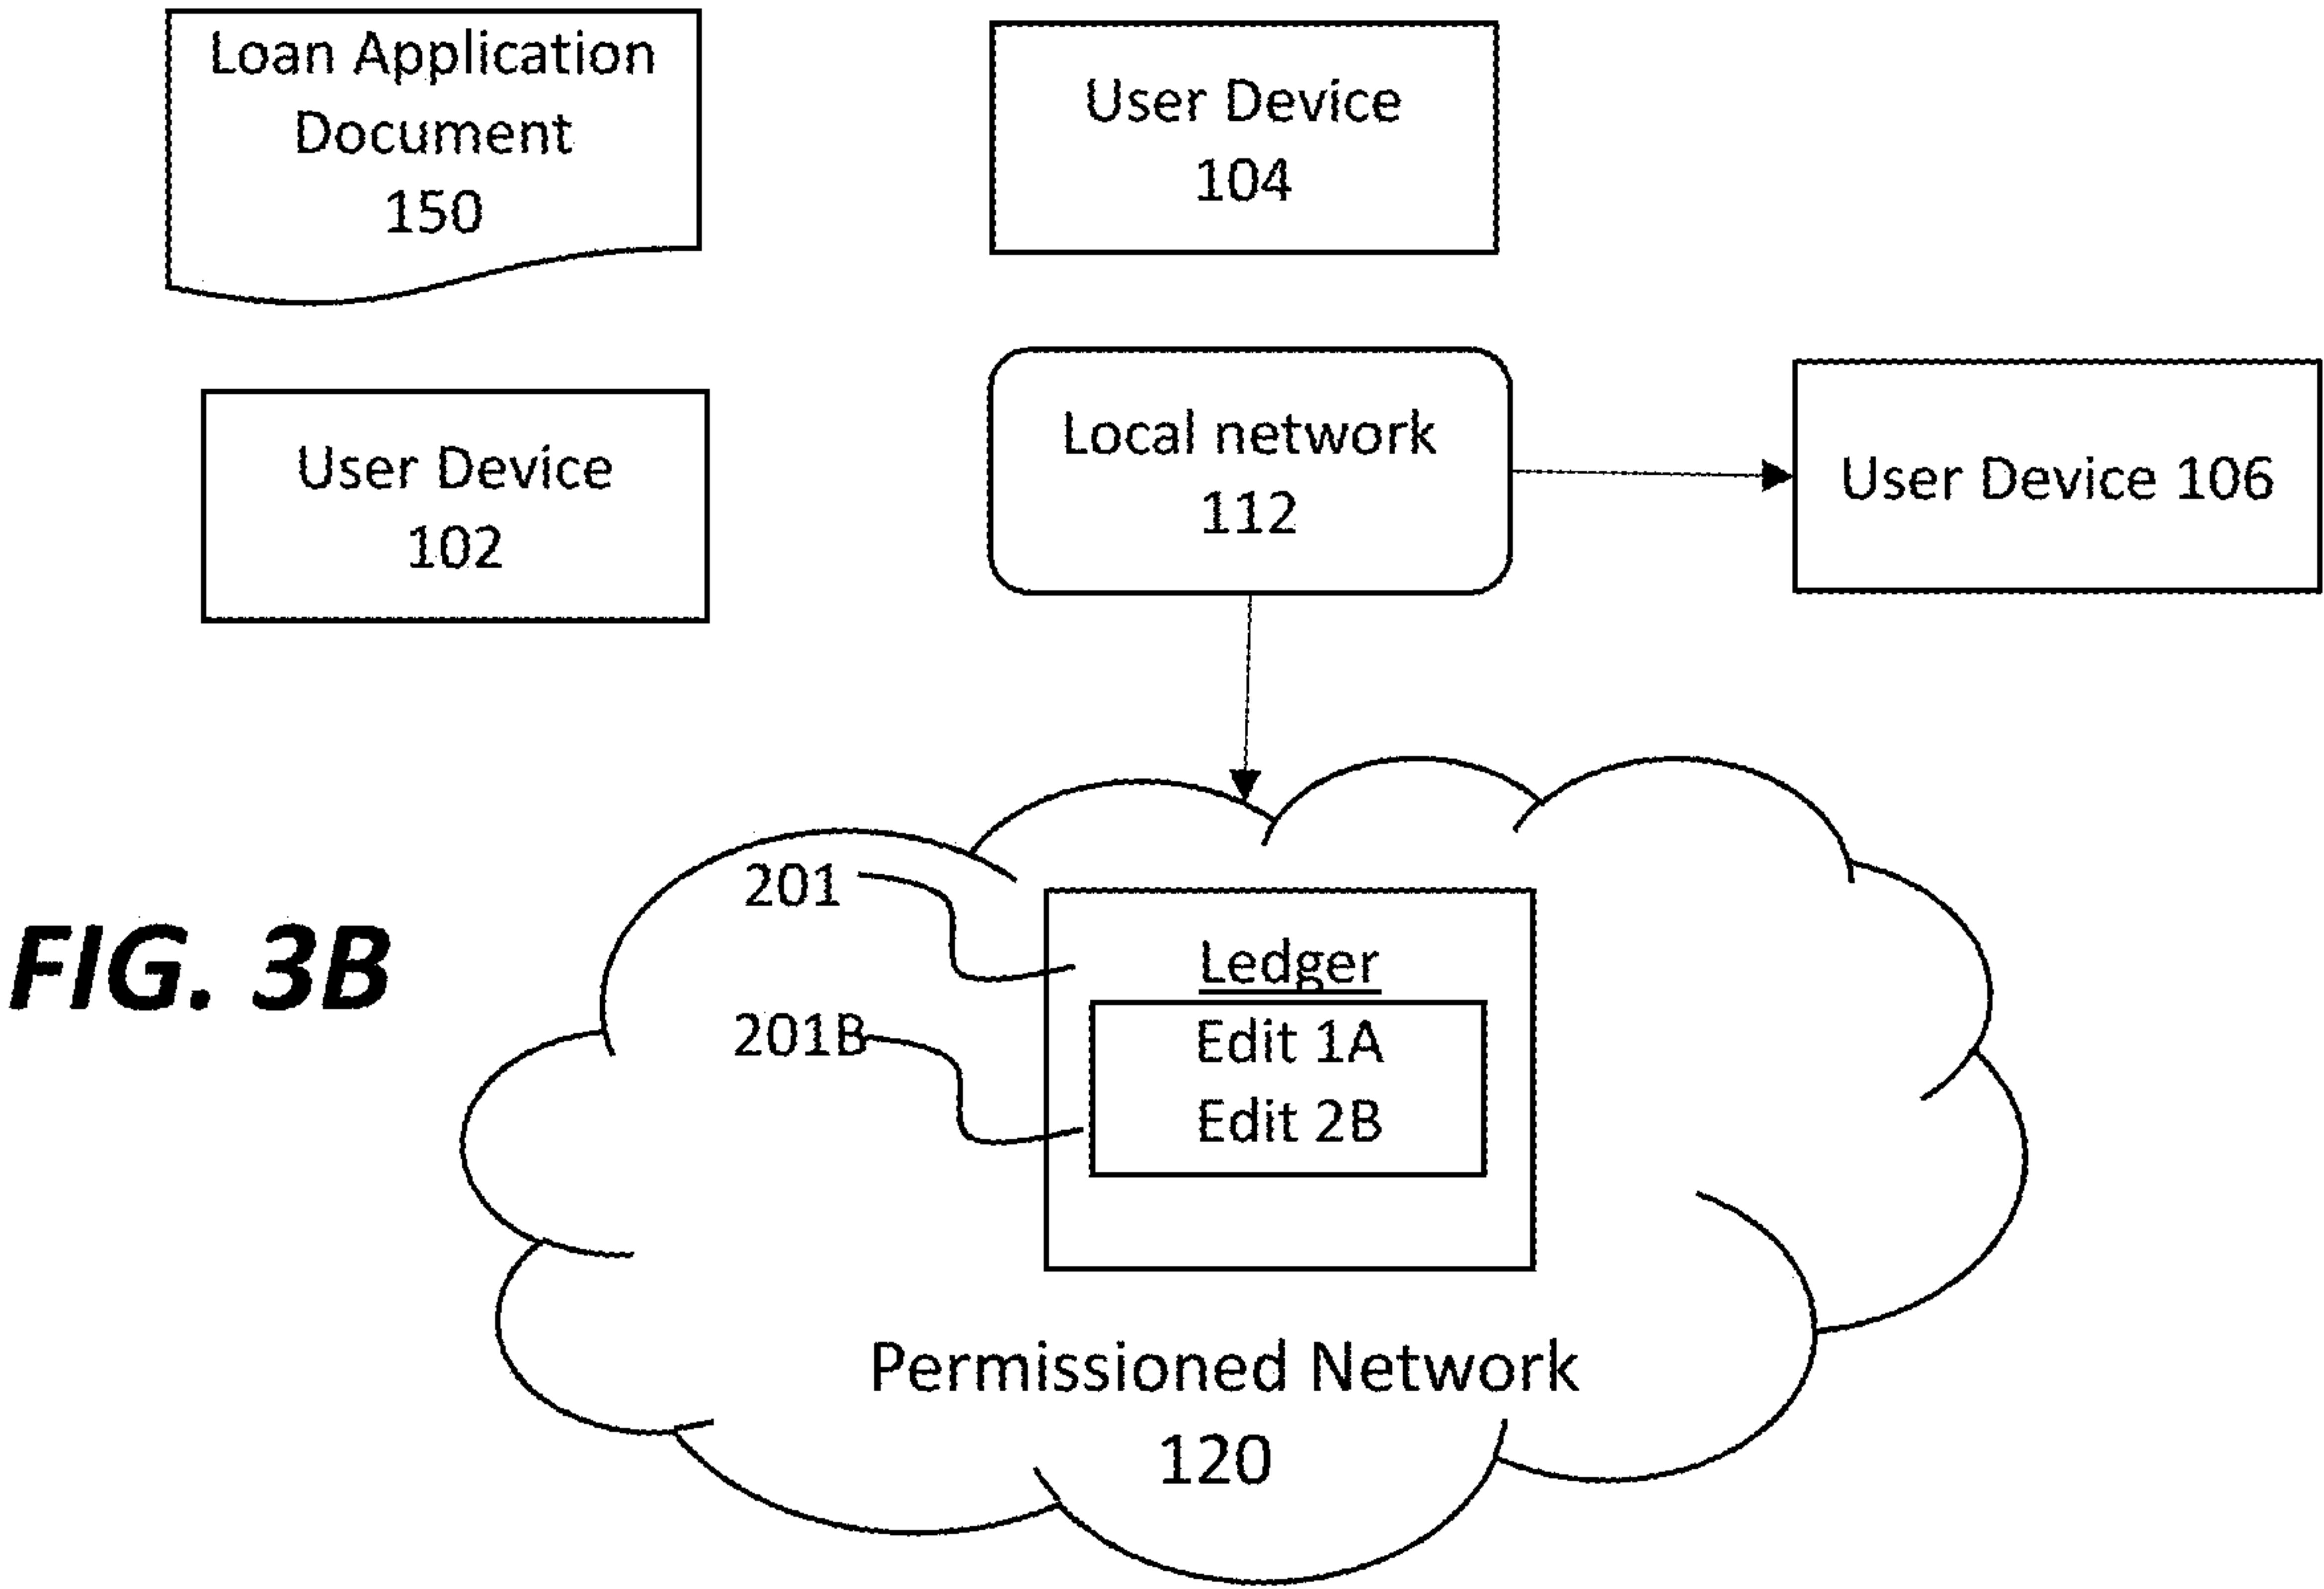 Loan Application
Document
150
User Device
104
User Device
102
Local network
112
User Device 106
FIG. 3B
201
201B
Ledger
Edit 1A
Edit 2B
Permissioned Network
120